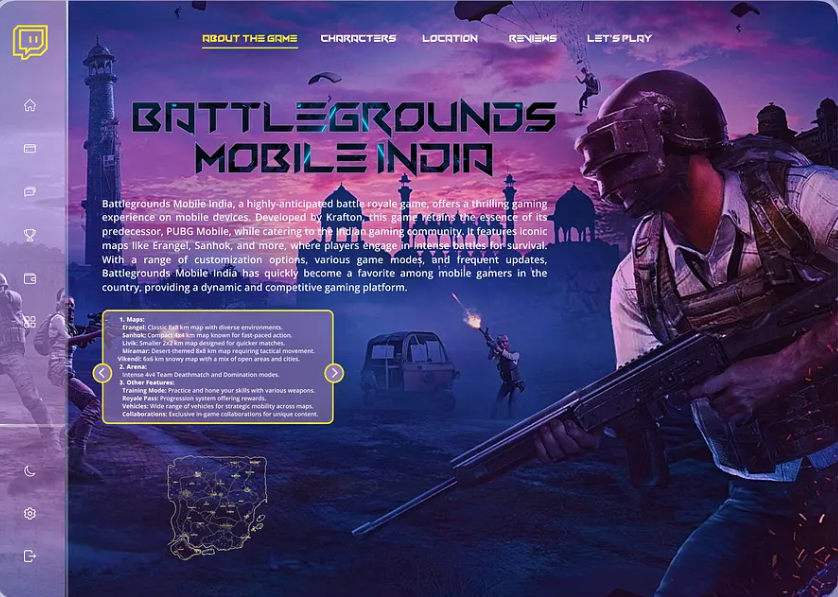 ABOUT THE GAME
CHARACTERS
LOCATION
REVIEWS
LET'S PLAY
BATTLEGROUNDS
MOBILE INDIA
Battlegrounds Mobile India, a highly-anticipated battle royale game, offers a thrilling gaming
experience on mobile devices. Developed by Krafton, this game retains the essence of its
predecessor, PUBG Mobile, while catering to the Indian gaming community. It features iconic
maps like Erangel, Sanhok, and more, where players engage in intense battles for survival.
With a range of customization options, various game modes, and frequent updates,
Battlegrounds Mobile India has quickly become a favorite among mobile gamers in the
country, providing a dynamic and competitive gaming platform.
1. Maps:
Erangel: Classic 8x8 km map with diverse environments.
Sanhok: Compact 4x4 km map known for fast-paced action.
Livik: Smaller 2x2 km map designed for quicker matches.
Miramar: Desert-themed 8x8 km map requiring tactical movement.
Vikendi: 6x6 km snowy map with a mix of open areas and cities.
2. Arena:
Intense 4v4 Team Deathmatch and Domination modes.
3. Other Features:
Training Mode: Practice and hone your skills with various weapons.
Royale Pass: Progression system offering rewards.
Vehicles: Wide range of vehicles for strategic mobility across maps.
Collaborations: Exclusive in-game collaborations for unique content.